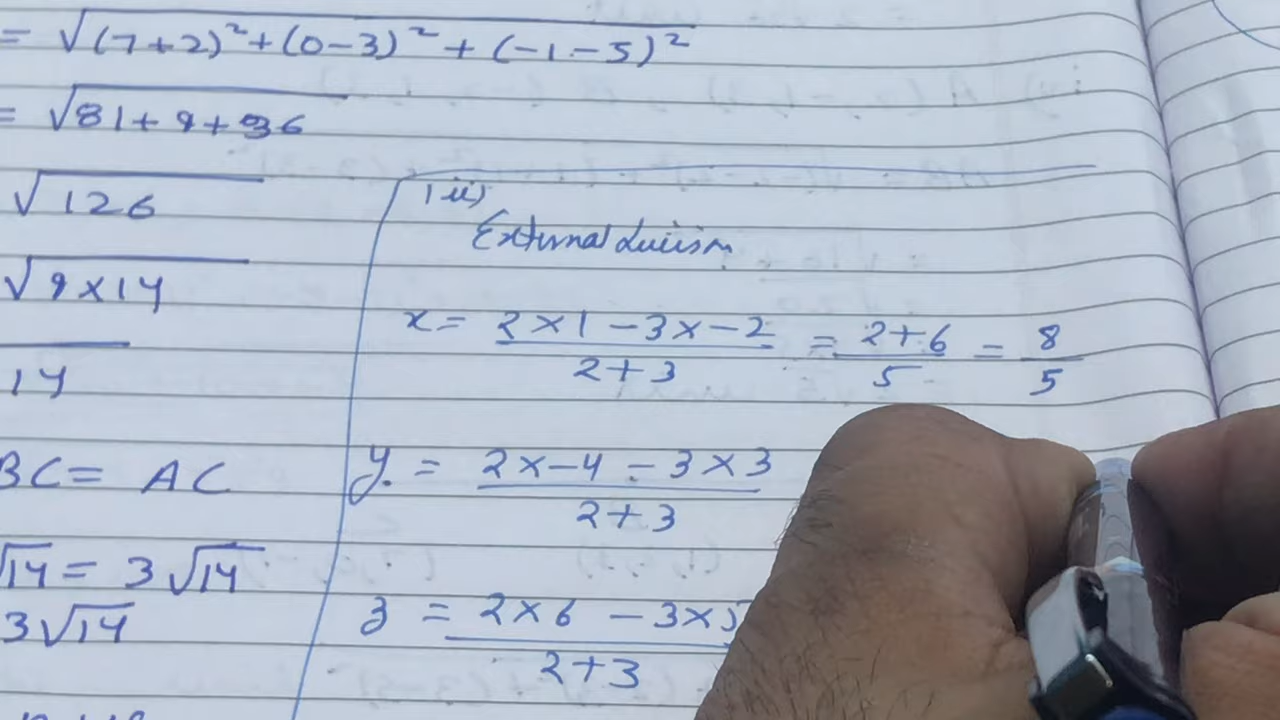 = √(7+2)²+(0-3)² + (-1-5)²
= √81+9+36
√126
√9×14
14
BC = AC
√14 = 3√14
3√14
(ii)
External
x = 2×1 -3×-2 / 2+3 = 2+6 / 5 = 8 / 5
y = 2×-4 - 3×3 / 2+3
z = 2×6 - 3×5 / 2+3